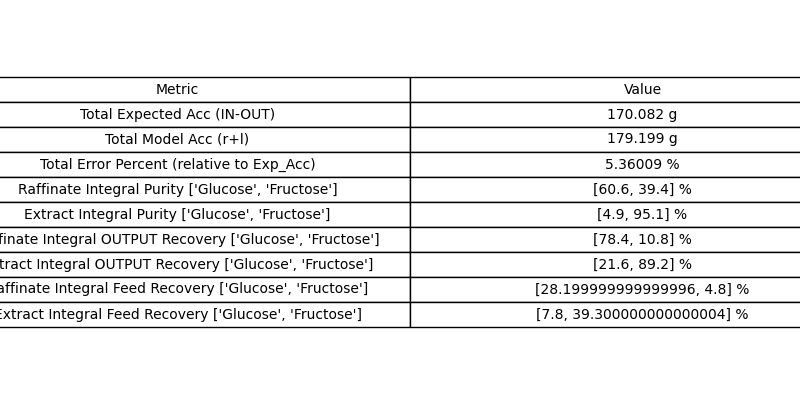 Metric Value
Total Expected Acc (IN-OUT) 170.082 g
Total Model Acc (r+l) 179.199 g
Total Error Percent (relative to Exp_Acc) 5.36009 %
Raffinate Integral Purity ['Glucose', 'Fructose'] [60.6, 39.4] %
Extract Integral Purity ['Glucose', 'Fructose'] [4.9, 95.1] %
finate Integral OUTPUT Recovery ['Glucose', 'Fructose'] [78.4, 10.8] %
tract Integral OUTPUT Recovery ['Glucose', 'Fructose'] [21.6, 89.2] %
affinate Integral Feed Recovery ['Glucose', 'Fructose'] [28.199999999999996, 4.8] %
Extract Integral Feed Recovery ['Glucose', 'Fructose'] [7.8, 39.300000000000004] %